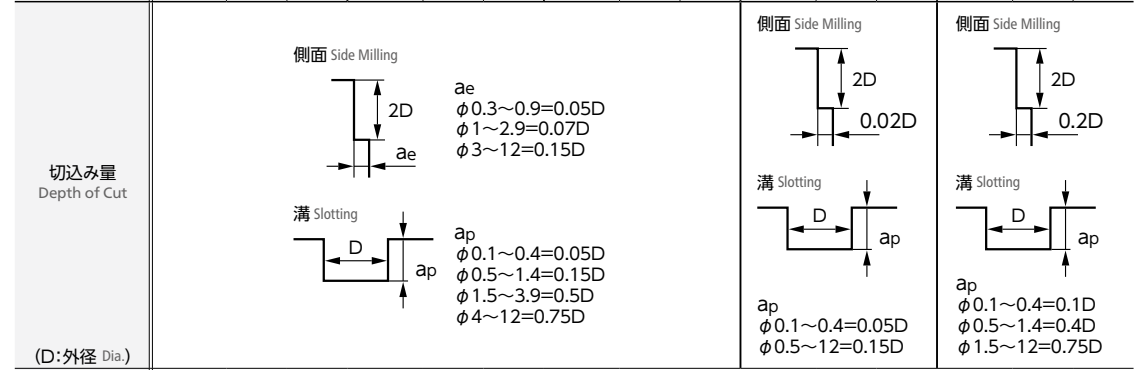 切込み量
Depth of Cut
(D:外径 Dia.)
側面 Side Milling
2D
ae
ae
φ0.3~0.9=0.05D
φ1~2.9=0.07D
φ3~12=0.15D
溝 Slotting
D
ap
ap
φ0.1~0.4=0.05D
φ0.5~1.4=0.15D
φ1.5~3.9=0.5D
φ4~12=0.75D
側面 Side Milling
2D
0.02D
溝 Slotting
D
ap
ap
φ0.1~0.4=0.05D
φ0.5~12=0.15D
側面 Side Milling
2D
0.2D
溝 Slotting
D
ap
ap
φ0.1~0.4=0.1D
φ0.5~1.4=0.4D
φ1.5~12=0.75D